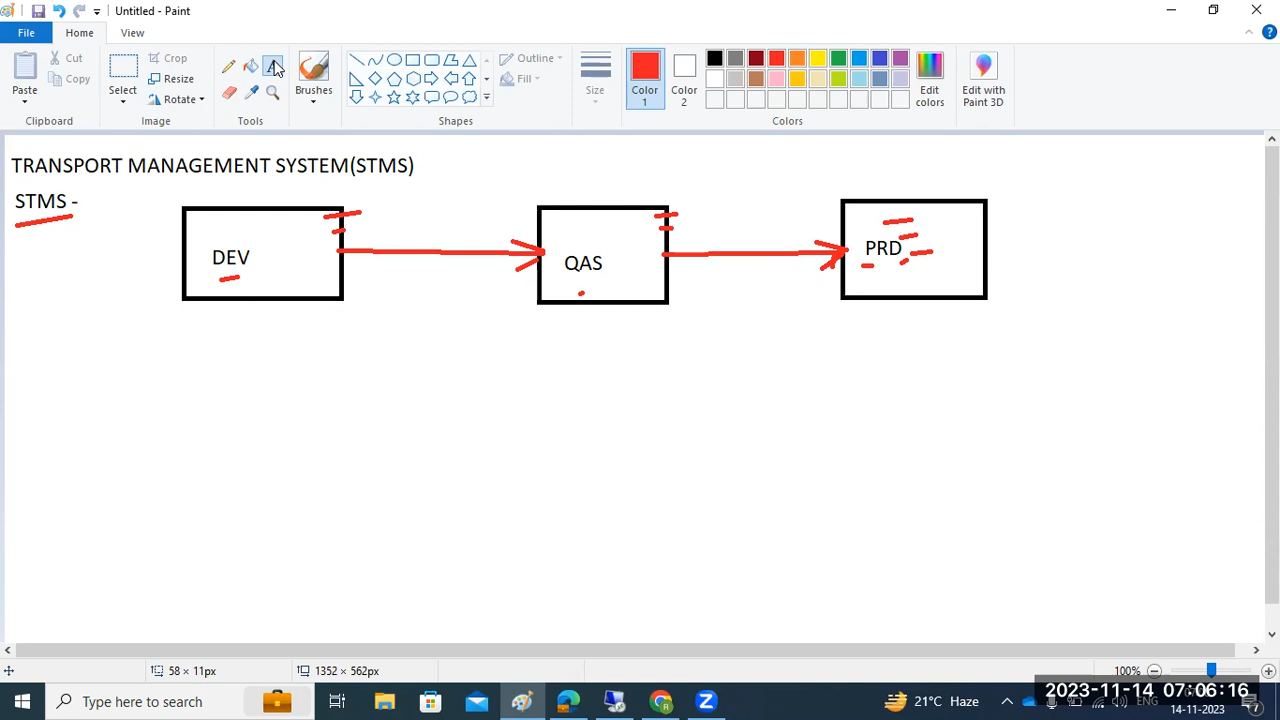 Untitled - Paint
File Home View
Cut
Copy
Paste
Clipboard
Crop
Resize
Rotate
Select
Image
Tools
Brushes
Outline
Fill
Shapes
Size
Color 1
Color 2
Edit colors
Colors
Edit with Paint 3D
TRANSPORT MANAGEMENT SYSTEM(STMS)
STMS -
DEV
QAS
PRD
58 × 11px
1352 × 562px
100%
Type here to search
21°C Haze
ENG
2023-11-14 07:06:16
14-11-2023